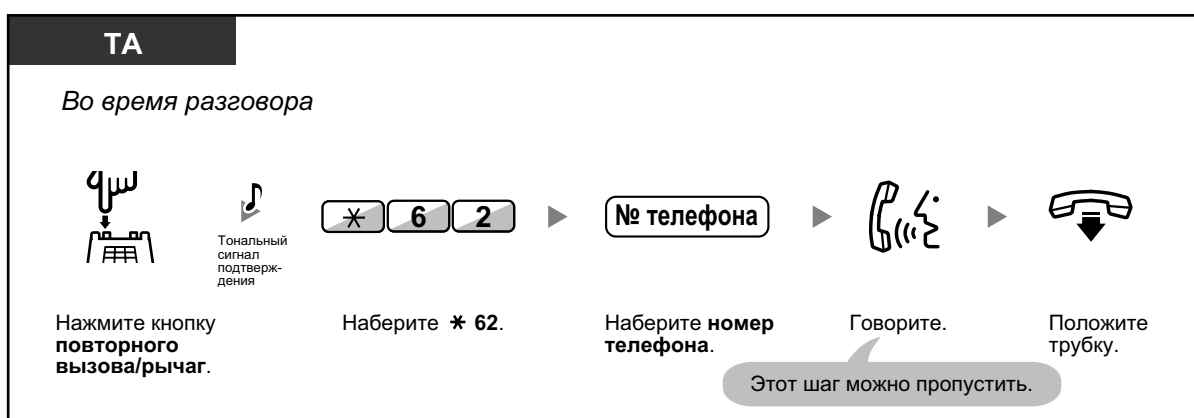 ТА
Во время разговора
Тональный
сигнал
подтверж-
дения
* 6 2
№ телефона
Нажмите кнопку
повторного
вызова/рычаг.
Наберите * 62.
Наберите номер
телефона.
Говорите.
Положите
трубку.
Этот шаг можно пропустить.